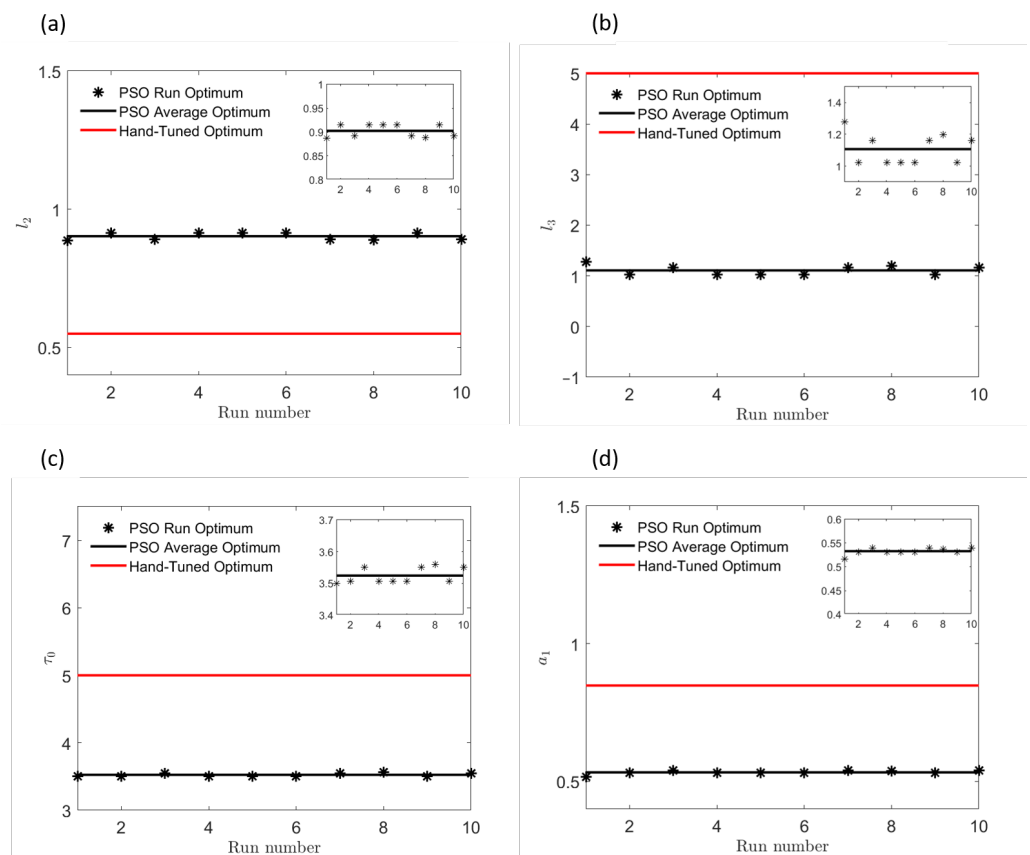 (a)
1.5
1
0.5
l₂
PSO Run Optimum
PSO Average Optimum
Hand-Tuned Optimum
1
0.95
0.9
0.85
0.8
2 4 6 8 10
2 4 6 8 10
Run number
(b)
5
4
3
2
1
0
−1
l₃
PSO Run Optimum
PSO Average Optimum
Hand-Tuned Optimum
1.4
1.2
1
2 4 6 8 10
2 4 6 8 10
Run number
(c)
7
6
5
4
3
τ₀
PSO Run Optimum
PSO Average Optimum
Hand-Tuned Optimum
3.7
3.6
3.5
3.4
2 4 6 8 10
2 4 6 8 10
Run number
(d)
1.5
1
0.5
a₁
PSO Run Optimum
PSO Average Optimum
Hand-Tuned Optimum
0.6
0.55
0.5
0.45
0.4
2 4 6 8 10
2 4 6 8 10
Run number